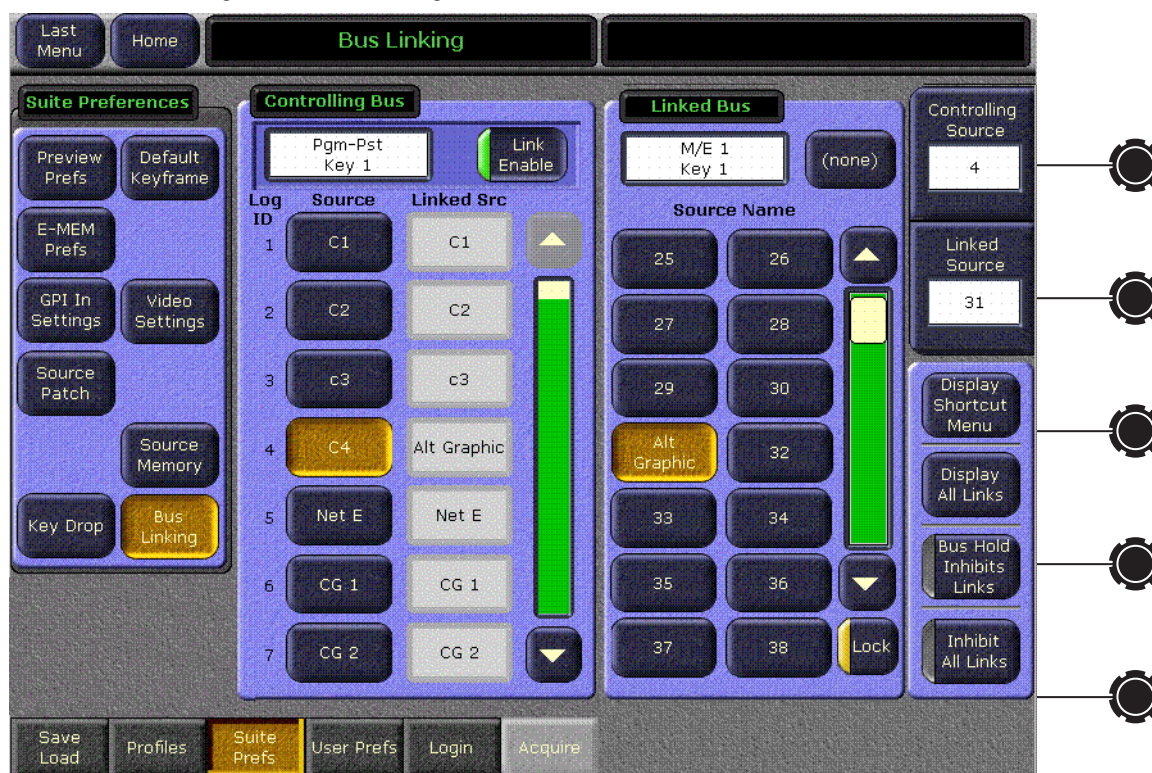 Last
Menu
Home
Bus Linking
Suite Preferences
Preview
Prefs
Default
Keyframe
E-MEM
Prefs
GPI In
Settings
Video
Settings
Source
Patch
Source
Memory
Key Drop
Bus
Linking
Controlling Bus
Pgm-Pst
Key 1
Link
Enable
Log
ID
Source
Linked Src
1 C1 C1
2 C2 C2
3 c3 c3
4 C4 Alt Graphic
5 Net E Net E
6 CG 1 CG 1
7 CG 2 CG 2
Linked Bus
M/E 1
Key 1
(none)
Source Name
25 26
27 28
29 30
Alt
Graphic
32
33 34
35 36
37 38
Lock
Controlling
Source
4
Linked
Source
31
Display
Shortcut
Menu
Display
All Links
Bus Hold
Inhibits
Links
Inhibit
All Links
Save
Load
Profiles
Suite
Prefs
User Prefs
Login
Acquire